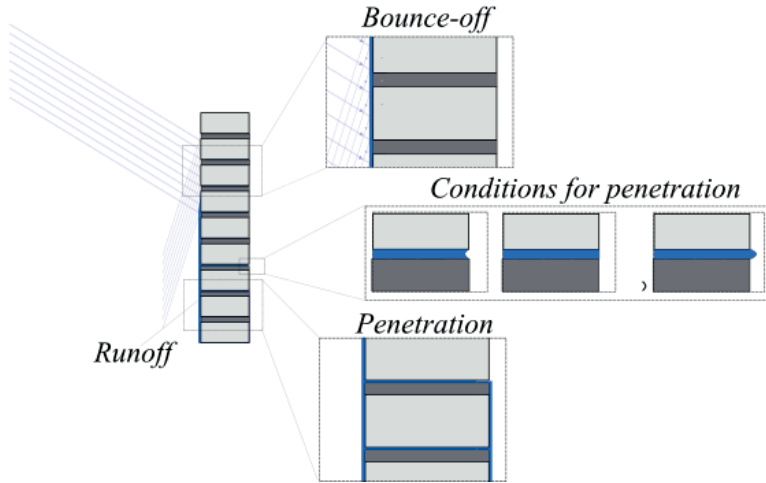 Bounce-off
Conditions for penetration
,
Penetration
Runoff